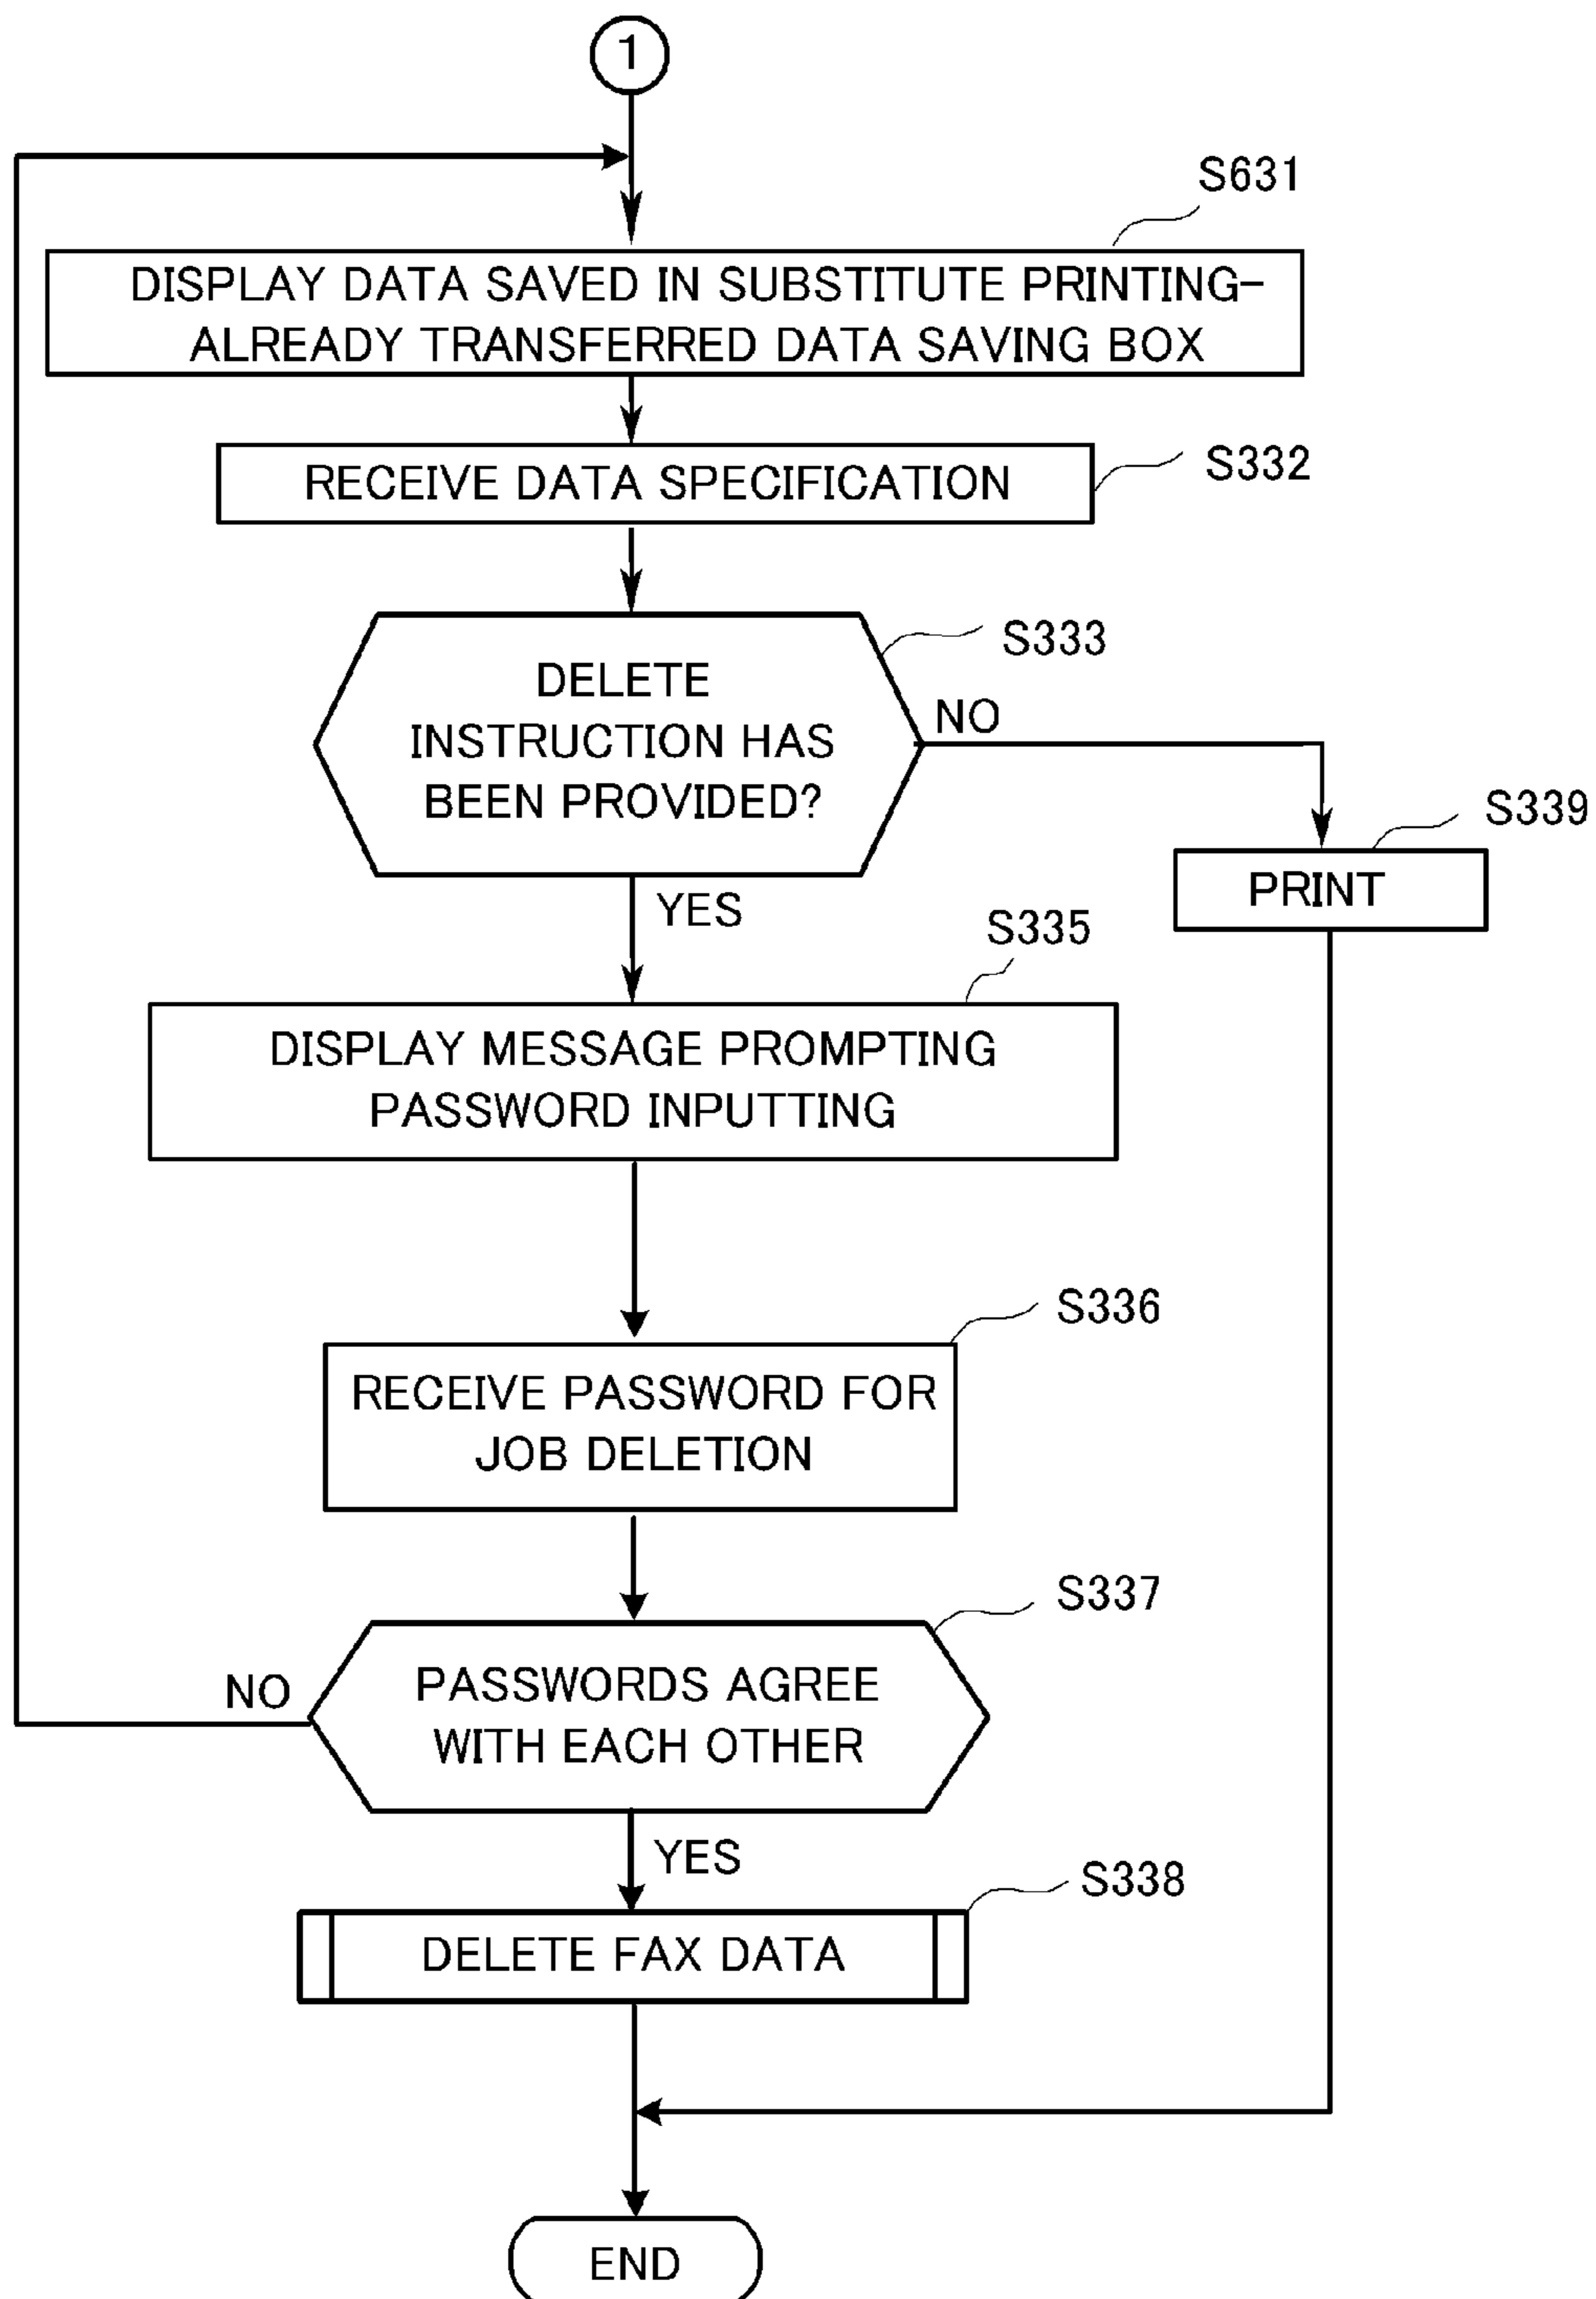 1
S631
DISPLAY DATA SAVED IN SUBSTITUTE PRINTING-
ALREADY TRANSFERRED DATA SAVING BOX
RECEIVE DATA SPECIFICATION
S332
S333
DELETE
INSTRUCTION HAS
BEEN PROVIDED?
NO
S339
PRINT
YES
S335
DISPLAY MESSAGE PROMPTING
PASSWORD INPUTTING
S336
RECEIVE PASSWORD FOR
JOB DELETION
S337
PASSWORDS AGREE
WITH EACH OTHER
NO
YES
S338
DELETE FAX DATA
END